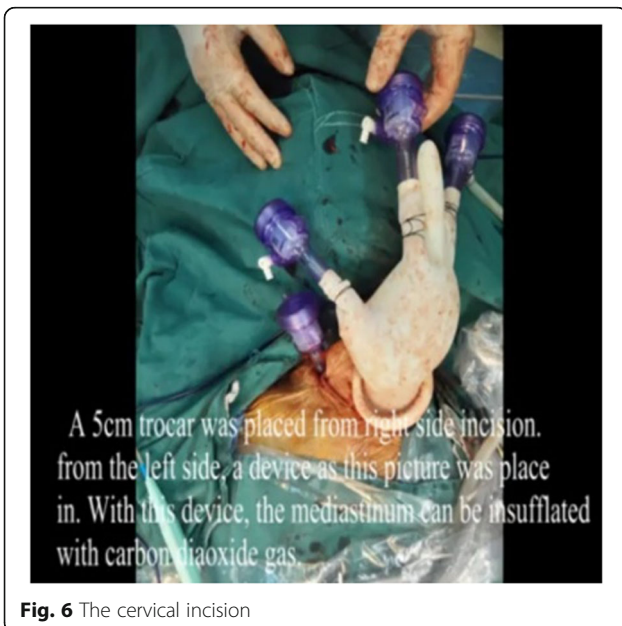 A 5cm trocar was placed from right side incision.
from the left side, a device as this picture was place
in. With this device, the mediastinum can be insufflated
with carbon diaoxide gas.
Fig. 6 The cervical incision